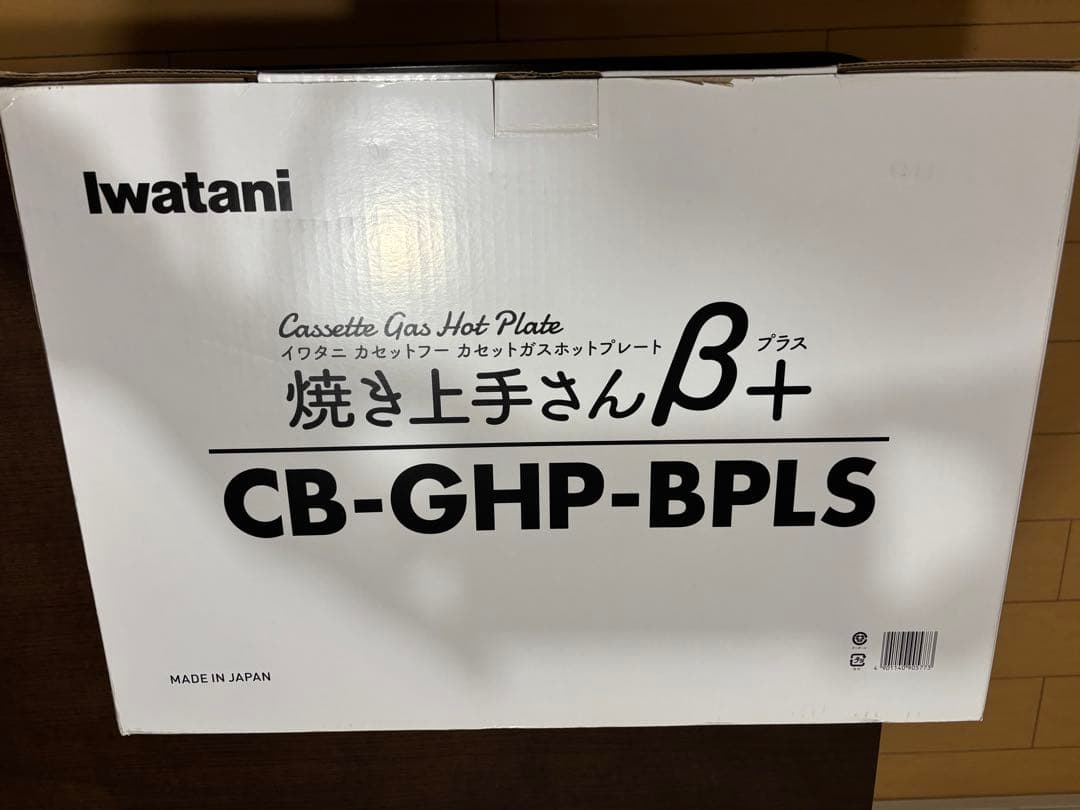 Iwatani
Cassette Gas Hot Plate
イワタニ カセットフー カセットガスホットプレート
焼き上手さんβ+
プラス
CB-GHP-BPLS
MADE IN JAPAN